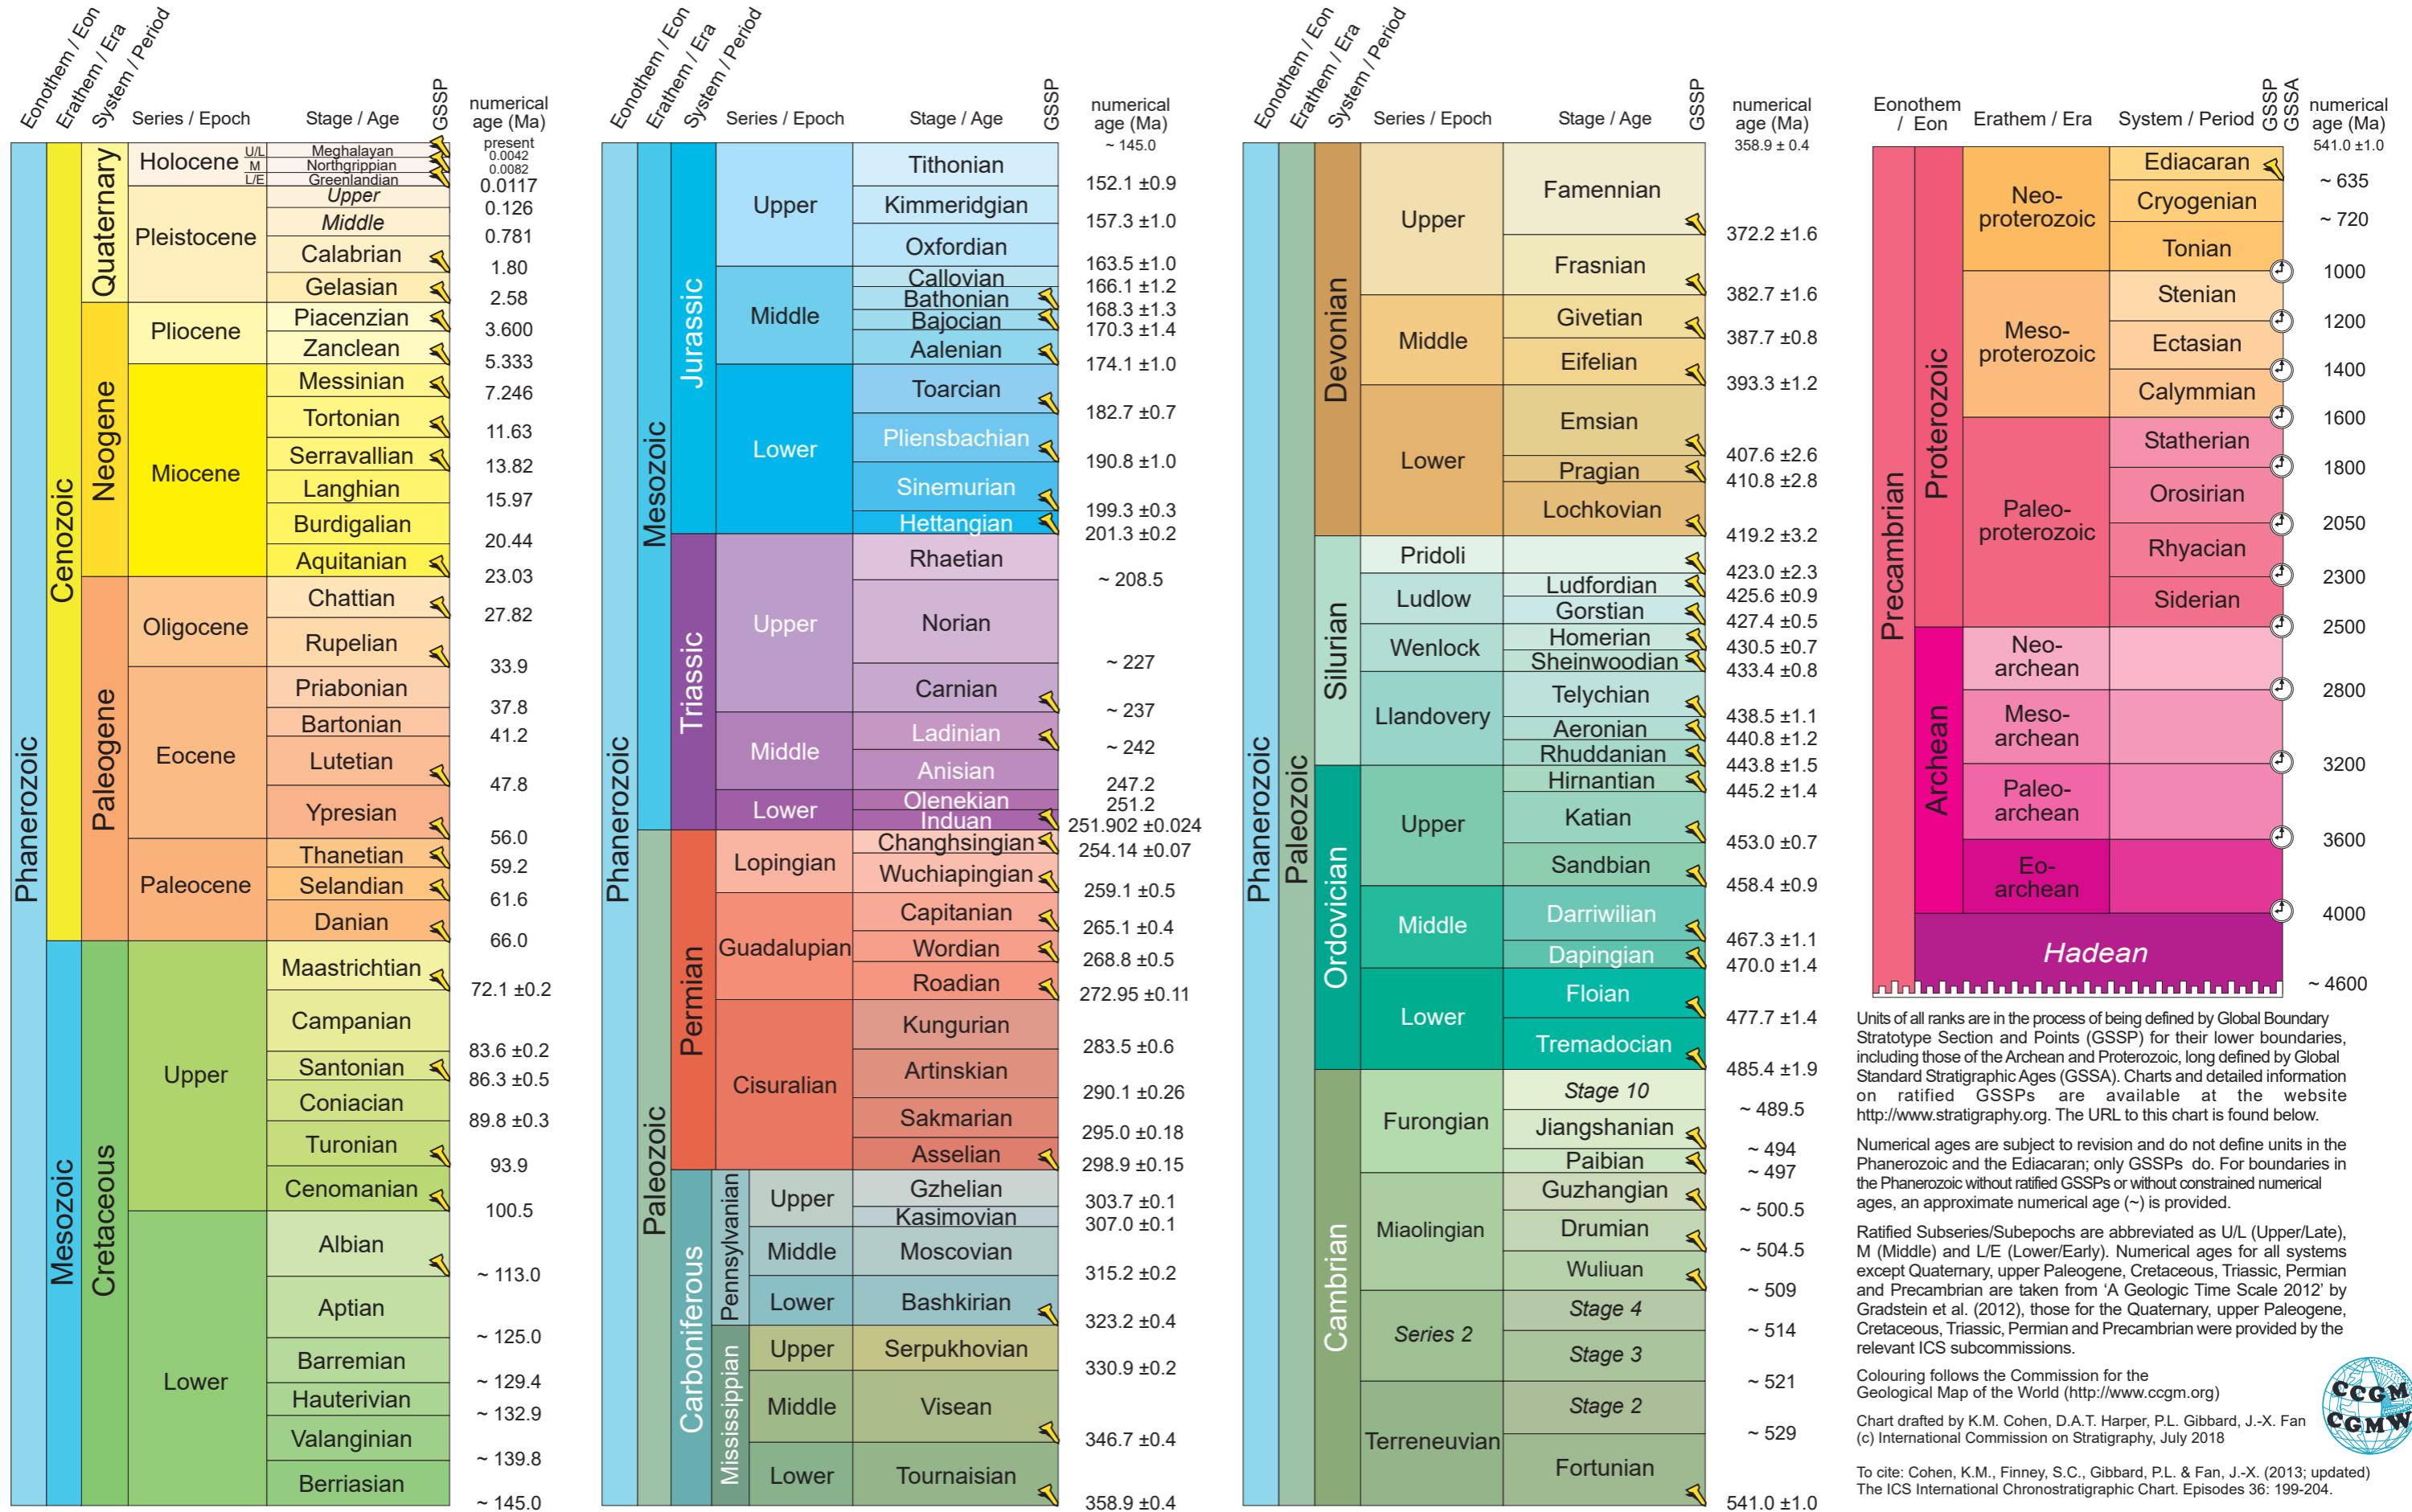 Eonothem / Eon
Erathem / Era
System / Period
Series / Epoch
Stage / Age
GSSP
numerical
age (Ma)
Phanerozoic
Cenozoic
Mesozoic
Quaternary
Neogene
Paleogene
Cretaceous
Holocene
U/L
M
L/E
Pleistocene
Pliocene
Miocene
Oligocene
Eocene
Paleocene
Upper
Lower
Meghalayan
Northgrippian
Greenlandian
Upper
Middle
Calabrian
Gelasian
Piacenzian
Zanclean
Messinian
Tortonian
Serravallian
Langhian
Burdigalian
Aquitanian
Chattian
Rupelian
Priabonian
Bartonian
Lutetian
Ypresian
Thanetian
Selandian
Danian
Maastrichtian
Campanian
Santonian
Coniacian
Turonian
Cenomanian
Albian
Aptian
Barremian
Hauterivian
Valanginian
Berriasian
present
0.0042
0.0082
0.0117
0.126
0.781
1.80
2.58
3.600
5.333
7.246
11.63
13.82
15.97
20.44
23.03
27.82
33.9
37.8
41.2
47.8
56.0
59.2
61.6
66.0
72.1 ±0.2
83.6 ±0.2
86.3 ±0.5
89.8 ±0.3
93.9
100.5
~ 113.0
~ 125.0
~ 129.4
~ 132.9
~ 139.8
~ 145.0
Eonothem / Eon
Erathem / Era
System / Period
Series / Epoch
Stage / Age
GSSP
numerical
age (Ma)
Phanerozoic
Mesozoic
Paleozoic
Jurassic
Triassic
Permian
Carboniferous
Pennsylvanian
Mississippian
Upper
Middle
Lower
Upper
Middle
Lower
Lopingian
Guadalupian
Cisuralian
Upper
Middle
Lower
Upper
Middle
Lower
Tithonian
Kimmeridgian
Oxfordian
Callovian
Bathonian
Bajocian
Aalenian
Toarcian
Pliensbachian
Sinemurian
Hettangian
Rhaetian
Norian
Carnian
Ladinian
Anisian
Olenekian
Induan
Changhsingian
Wuchiapingian
Capitanian
Wordian
Roadian
Kungurian
Artinskian
Sakmarian
Asselian
Gzhelian
Kasimovian
Moscovian
Bashkirian
Serpukhovian
Visean
Tournaisian
~ 145.0
152.1 ±0.9
157.3 ±1.0
163.5 ±1.0
166.1 ±1.2
168.3 ±1.3
170.3 ±1.4
174.1 ±1.0
182.7 ±0.7
190.8 ±1.0
199.3 ±0.3
201.3 ±0.2
~ 208.5
~ 227
~ 237
~ 242
247.2
251.2
251.902 ±0.024
254.14 ±0.07
259.1 ±0.5
265.1 ±0.4
268.8 ±0.5
272.95 ±0.11
283.5 ±0.6
290.1 ±0.26
295.0 ±0.18
298.9 ±0.15
303.7 ±0.1
307.0 ±0.1
315.2 ±0.2
323.2 ±0.4
330.9 ±0.2
346.7 ±0.4
358.9 ±0.4
Eonothem / Eon
Erathem / Era
System / Period
Series / Epoch
Stage / Age
GSSP
numerical
age (Ma)
Phanerozoic
Paleozoic
Devonian
Silurian
Ordovician
Cambrian
Upper
Middle
Lower
Pridoli
Ludlow
Wenlock
Llandovery
Upper
Middle
Lower
Furongian
Miaolingian
Series 2
Terreneuvian
Famennian
Frasnian
Givetian
Eifelian
Emsian
Pragian
Lochkovian
Ludfordian
Gorstian
Homerian
Sheinwoodian
Telychian
Aeronian
Rhuddanian
Hirnantian
Katian
Sandbian
Darriwilian
Dapingian
Floian
Tremadocian
Stage 10
Jiangshanian
Paibian
Guzhangian
Drumian
Wuliuan
Stage 4
Stage 3
Stage 2
Fortunian
358.9 ± 0.4
372.2 ±1.6
382.7 ±1.6
387.7 ±0.8
393.3 ±1.2
407.6 ±2.6
410.8 ±2.8
419.2 ±3.2
423.0 ±2.3
425.6 ±0.9
427.4 ±0.5
430.5 ±0.7
433.4 ±0.8
438.5 ±1.1
440.8 ±1.2
443.8 ±1.5
445.2 ±1.4
453.0 ±0.7
458.4 ±0.9
467.3 ±1.1
470.0 ±1.4
477.7 ±1.4
485.4 ±1.9
~ 489.5
~ 494
~ 497
~ 500.5
~ 504.5
~ 509
~ 514
~ 521
~ 529
541.0 ±1.0
Eonothem
/ Eon
Erathem / Era
System / Period
GSSP
GSSA
numerical
age (Ma)
Precambrian
Proterozoic
Archean
Hadean
Neo-
proterozoic
Meso-
proterozoic
Paleo-
proterozoic
Neo-
archean
Meso-
archean
Paleo-
archean
Eo-
archean
Ediacaran
Cryogenian
Tonian
Stenian
Ectasian
Calymmian
Statherian
Orosirian
Rhyacian
Siderian
541.0 ±1.0
~ 635
~ 720
1000
1200
1400
1600
1800
2050
2300
2500
2800
3200
3600
4000
~ 4600
Units of all ranks are in the process of being defined by Global Boundary
Stratotype Section and Points (GSSP) for their lower boundaries,
including those of the Archean and Proterozoic, long defined by Global
Standard Stratigraphic Ages (GSSA). Charts and detailed information
on ratified GSSPs are available at the website
http://www.stratigraphy.org. The URL to this chart is found below.
Numerical ages are subject to revision and do not define units in the
Phanerozoic and the Ediacaran; only GSSPs do. For boundaries in
the Phanerozoic without ratified GSSPs or without constrained numerical
ages, an approximate numerical age (~) is provided.
Ratified Subseries/Subepochs are abbreviated as U/L (Upper/Late),
M (Middle) and L/E (Lower/Early). Numerical ages for all systems
except Quaternary, upper Paleogene, Cretaceous, Triassic, Permian
and Precambrian are taken from ‘A Geologic Time Scale 2012’ by
Gradstein et al. (2012), those for the Quaternary, upper Paleogene,
Cretaceous, Triassic, Permian and Precambrian were provided by the
relevant ICS subcommissions.
Colouring follows the Commission for the
Geological Map of the World (http://www.ccgm.org)
Chart drafted by K.M. Cohen, D.A.T. Harper, P.L. Gibbard, J.-X. Fan
(c) International Commission on Stratigraphy, July 2018
To cite: Cohen, K.M., Finney, S.C., Gibbard, P.L. & Fan, J.-X. (2013; updated)
The ICS International Chronostratigraphic Chart. Episodes 36: 199-204.
CCGM
CGMW